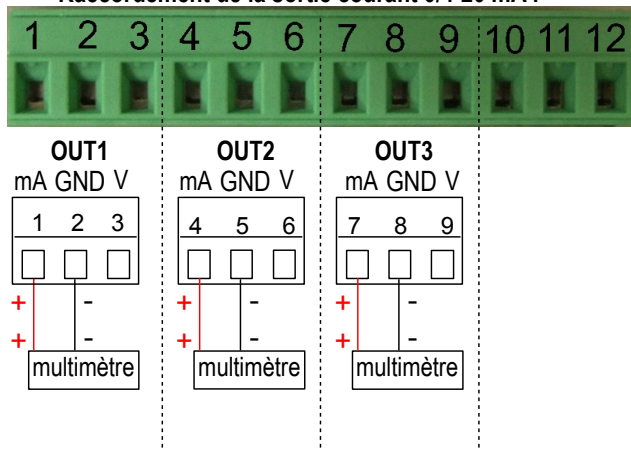 Raccordement de la sortie courant 0/4-20 mA :
1 2 3 4 5 6 7 8 9 10 11 12
OUT1 OUT2 OUT3
mA GND V mA GND V mA GND V
1 2 3 4 5 6 7 8 9
+ - + - + -
+ - + - + -
multimètre multimètre multimètre